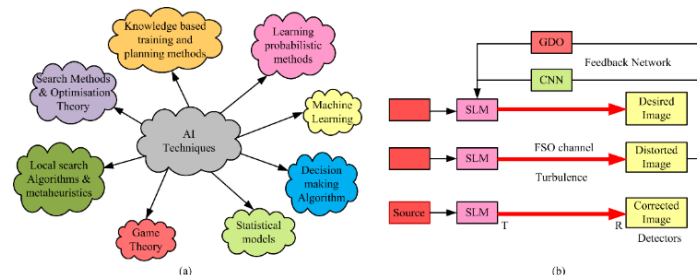 Knowledge based
training and
planning methods
Learning
probabilistic
methods
Search Methods
& Optimisation
Theory
Machine
Learning
AI
Techniques
Local search
Algorithms &
metaheuristics
Decision
making
Algorithm
Game
Theory
Statistical
models
(a)
GDO
Feedback Network
CNN
SLM
Desired
Image
SLM
FSO channel
Turbulence
Distorted
Image
Source
SLM
T
R
Corrected
Image
Detectors
(b)